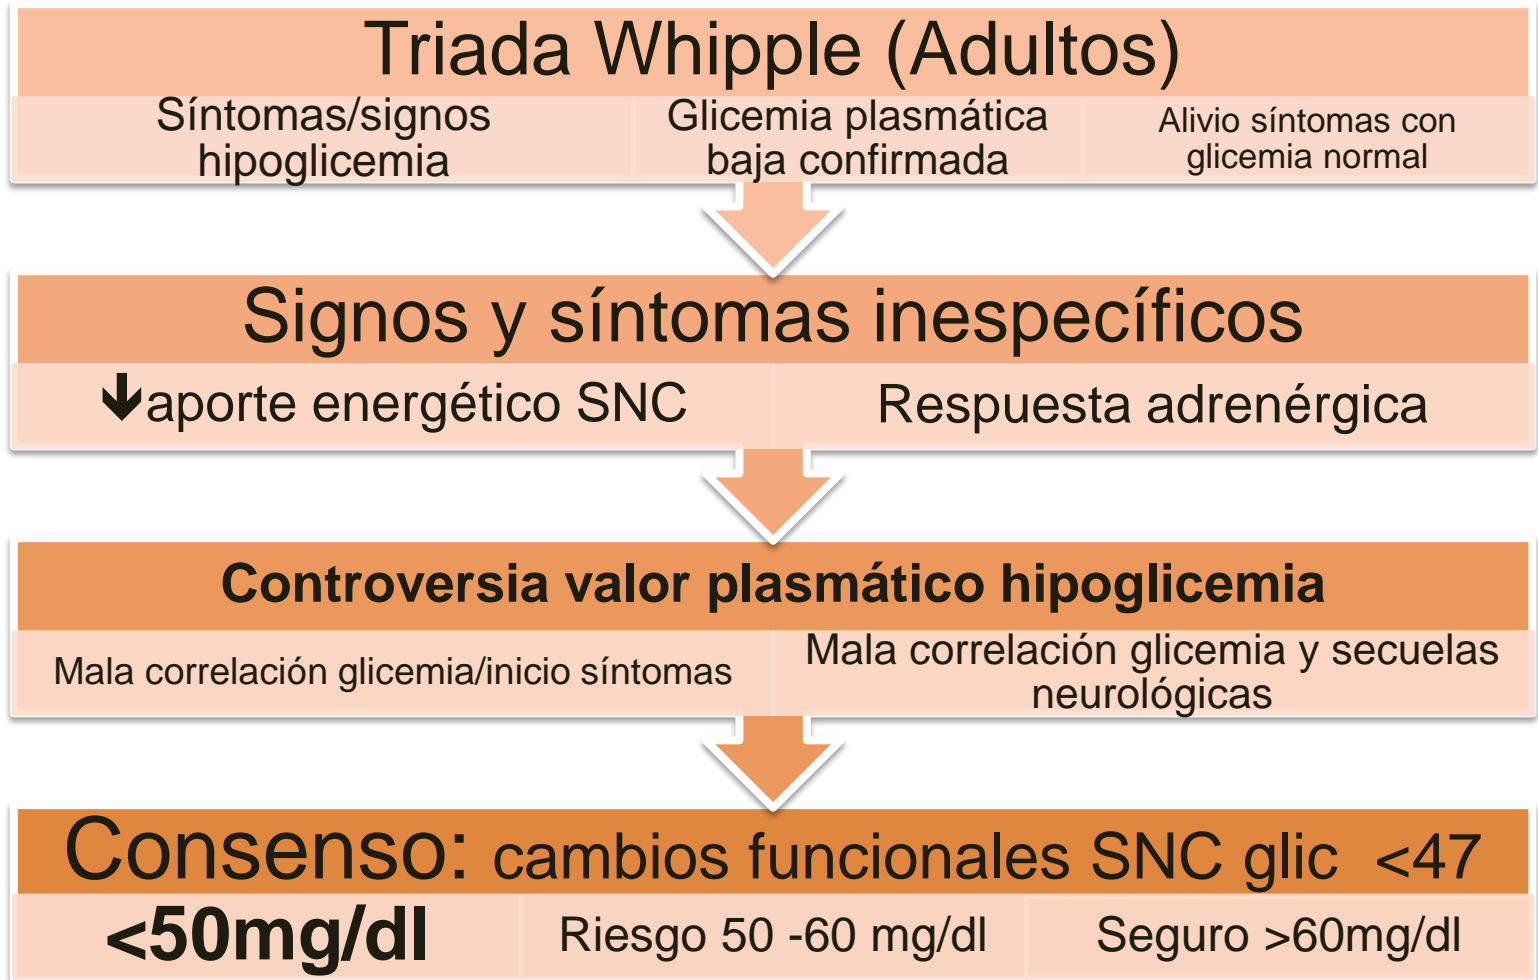 Triada Whipple (Adultos)
Síntomas/signos
hipoglicemia
Glicemia plasmática
baja confirmada
Alivio síntomas con
glicemia normal
Signos y síntomas inespecíficos
🡻aporte energético SNC
Respuesta adrenérgica
Controversia valor plasmático hipoglicemia
Mala correlación glicemia/inicio síntomas
Mala correlación glicemia y secuelas
neurológicas
Consenso: cambios funcionales SNC glic <47
<50mg/dl
Riesgo 50 -60 mg/dl
Seguro >60mg/dl